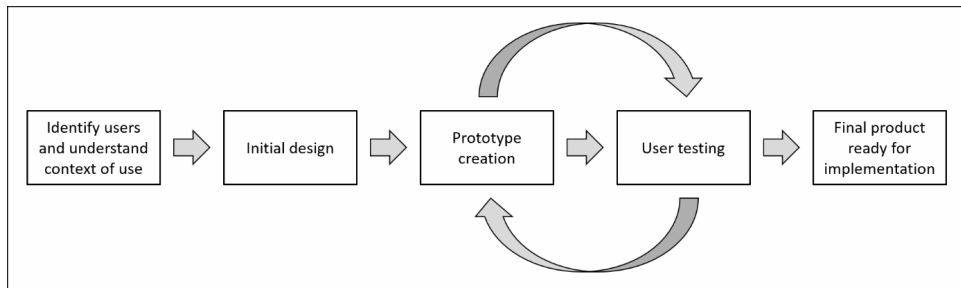 Identify users
and understand
context of use
Initial design
Prototype
creation
User testing
Final product
ready for
implementation